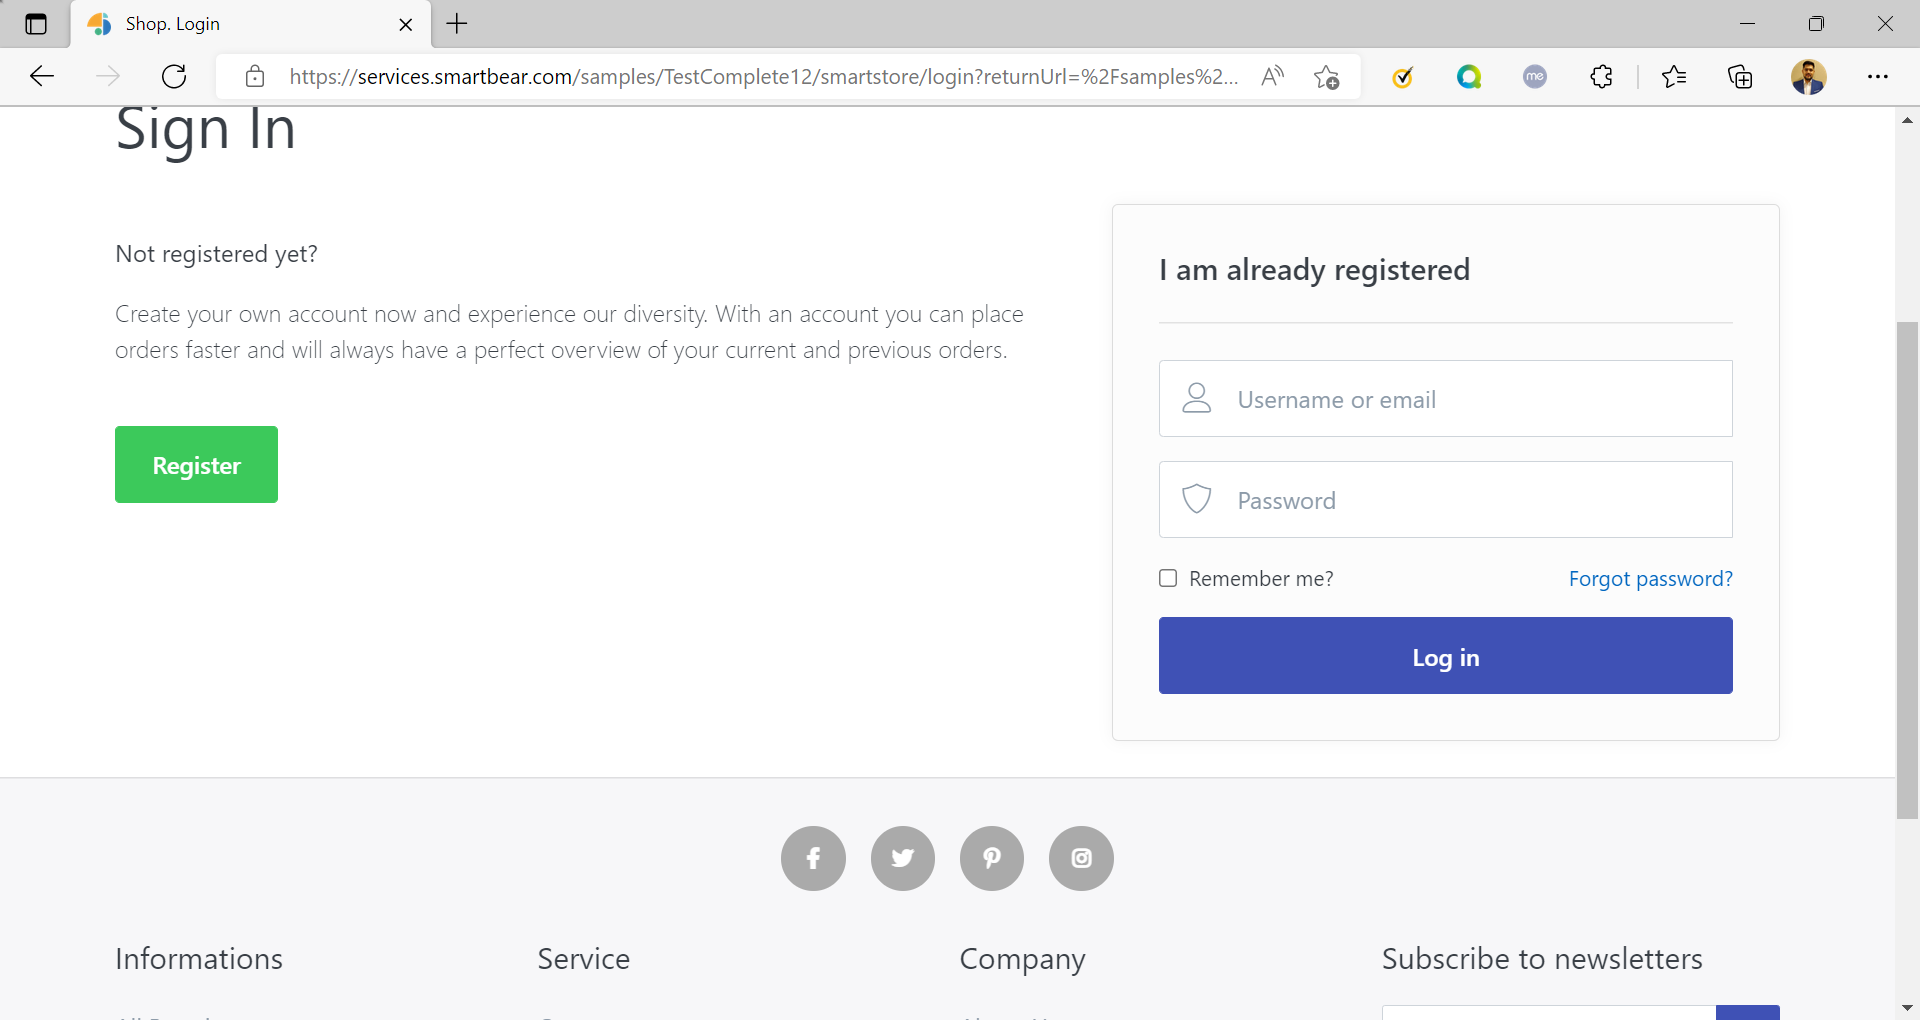 Shop. Login
https://services.smartbear.com/samples/TestComplete12/smartstore/login?returnUrl=%2Fsamples%2...
me
Sign In
Not registered yet?
Create your own account now and experience our diversity. With an account you can place
orders faster and will always have a perfect overview of your current and previous orders.
Register
I am already registered
Username or email
Password
Remember me?
Forgot password?
Log in
Informations
Service
Company
Subscribe to newsletters